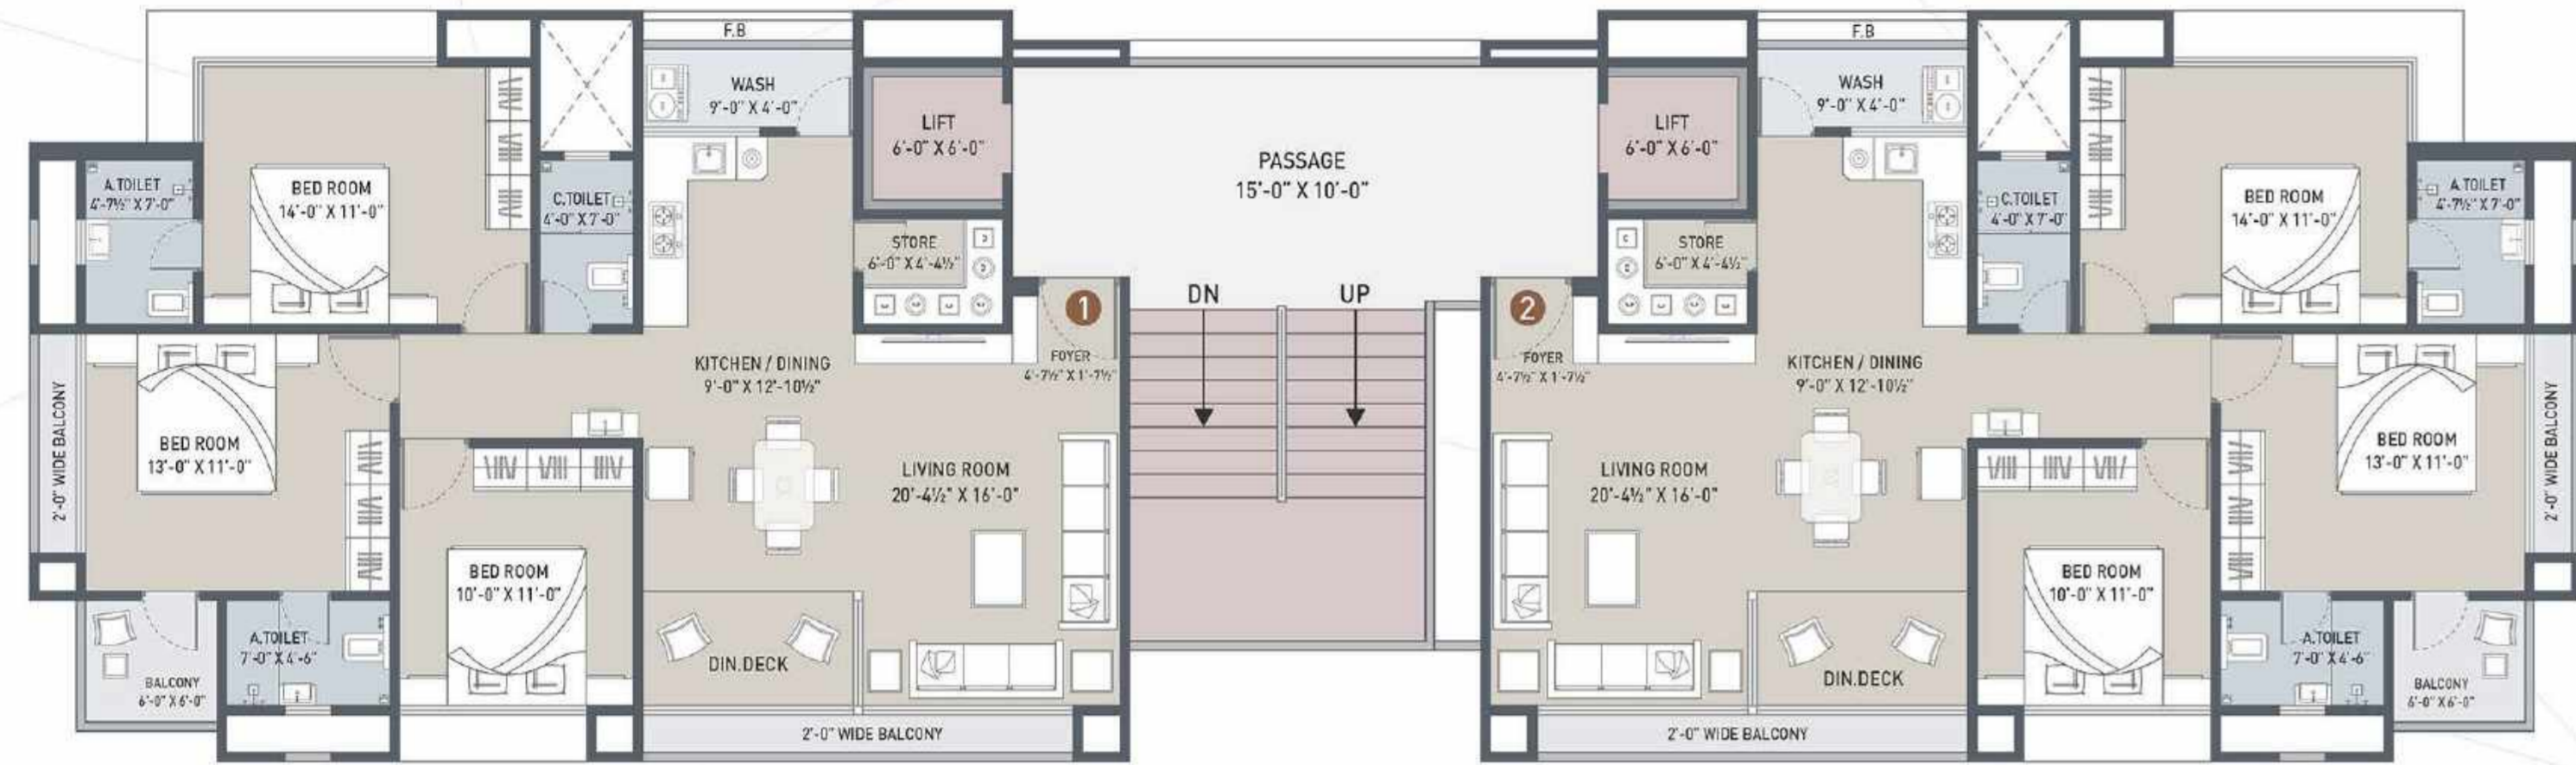 F.B
WASH
9'-0" X 4'-0"
LIFT
6'-0" X 6'-0"
A.TOILET
4'-7½" X 7'-0"
BED ROOM
14'-0" X 11'-0"
C.TOILET
4'-0" X 7'-0"
STORE
6'-0" X 4'-4½"
1
FOYER
4'-7½" X 1'-7½"
KITCHEN / DINING
9'-0" X 12'-10½"
2'-0" WIDE BALCONY
BED ROOM
13'-0" X 11'-0"
LIVING ROOM
20'-4½" X 16'-0"
BED ROOM
10'-0" X 11'-0"
A.TOILET
7'-0" X 4'-6"
DIN.DECK
BALCONY
6'-0" X 6'-0"
2'-0" WIDE BALCONY
PASSAGE
15'-0" X 10'-0"
DN
UP
F.B
WASH
9'-0" X 4'-0"
LIFT
6'-0" X 6'-0"
STORE
6'-0" X 4'-4½"
C.TOILET
4'-0" X 7'-0"
BED ROOM
14'-0" X 11'-0"
A.TOILET
4'-7½" X 7'-0"
2
FOYER
4'-7½" X 1'-7½"
KITCHEN / DINING
9'-0" X 12'-10½"
LIVING ROOM
20'-4½" X 16'-0"
BED ROOM
13'-0" X 11'-0"
2'-0" WIDE BALCONY
BED ROOM
10'-0" X 11'-0"
DIN.DECK
A.TOILET
7'-0" X 4'-6"
BALCONY
6'-0" X 6'-0"
2'-0" WIDE BALCONY